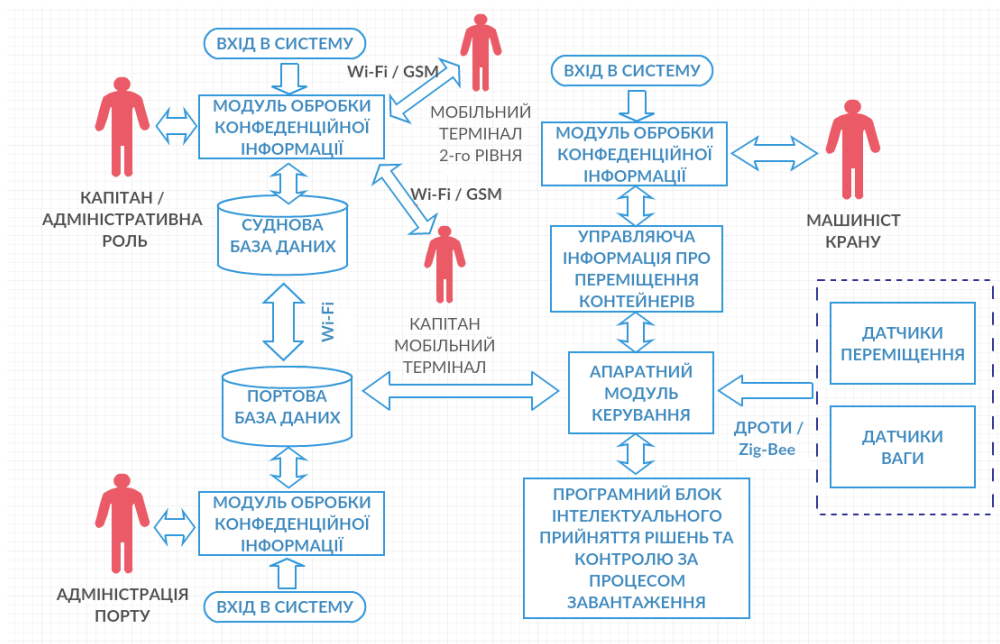 ВХІД В СИСТЕМУ
Wi-Fi / GSM
МОДУЛЬ ОБРОБКИ
КОНФЕДЕНЦІЙНОЇ
ІНФОРМАЦІЇ
МОБІЛЬНИЙ
ТЕРМІНАЛ
2-го РІВНЯ
КАПІТАН /
АДМІНІСТРАТИВНА
РОЛЬ
Wi-Fi / GSM
СУДНОВА
БАЗА ДАНИХ
Wi-Fi
КАПІТАН
МОБІЛЬНИЙ
ТЕРМІНАЛ
ПОРТОВА
БАЗА ДАНИХ
МОДУЛЬ ОБРОБКИ
КОНФЕДЕНЦІЙНОЇ
ІНФОРМАЦІЇ
АДМІНІСТРАЦІЯ
ПОРТУ
ВХІД В СИСТЕМУ
ВХІД В СИСТЕМУ
МОДУЛЬ ОБРОБКИ
КОНФЕДЕНЦІЙНОЇ
ІНФОРМАЦІЇ
МАШИНІСТ
КРАНУ
УПРАВЛЯЮЧА
ІНФОРМАЦІЯ ПРО
ПЕРЕМІЩЕННЯ
КОНТЕЙНЕРІВ
АПАРАТНИЙ
МОДУЛЬ
КЕРУВАННЯ
ДАТЧИКИ
ПЕРЕМІЩЕННЯ
ДАТЧИКИ
ВАГИ
ДРОТИ /
Zig-Bee
ПРОГРАМНИЙ БЛОК
ІНТЕЛЕКТУАЛЬНОГО
ПРИЙНЯТТЯ РІШЕНЬ ТА
КОНТРОЛЮ ЗА
ПРОЦЕСОМ
ЗАВАНТАЖЕННЯ